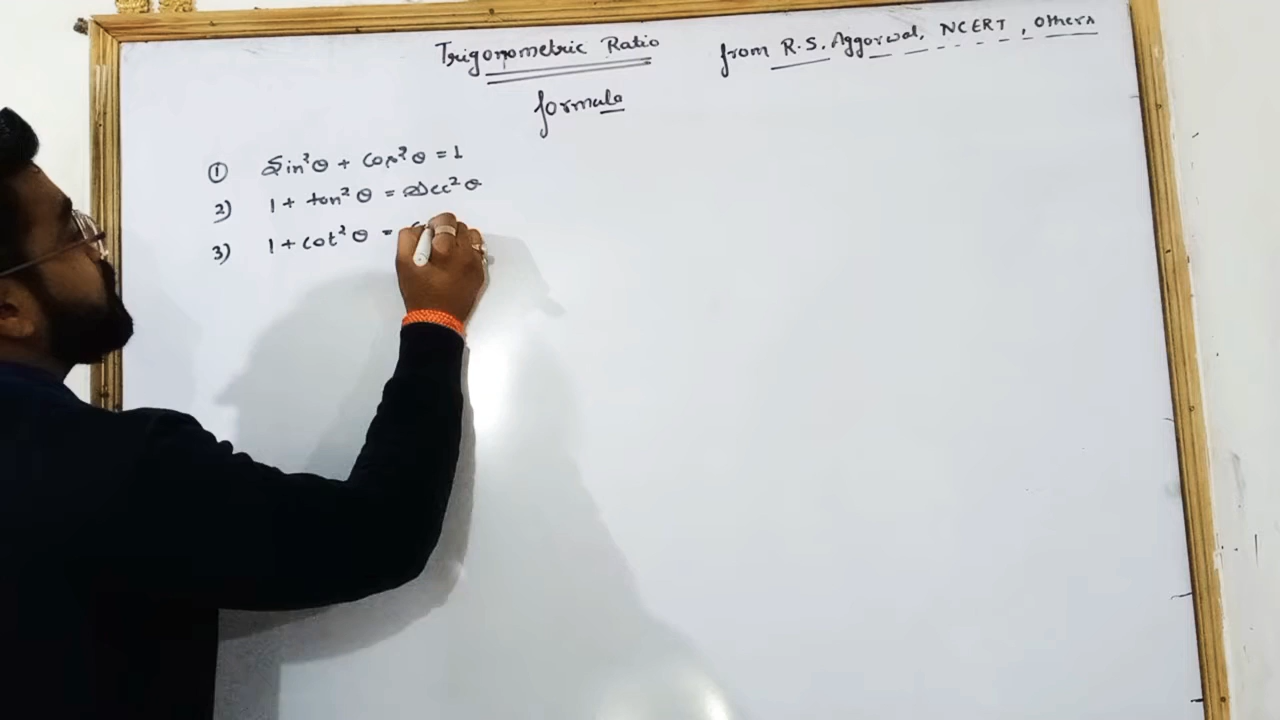 Trigonometric Ratio from R.S. Aggarwal, NCERT, Others
formula
① Sin²θ + Cos²θ = 1
2) 1 + tan²θ = Sec²θ
3) 1 + cot²θ =